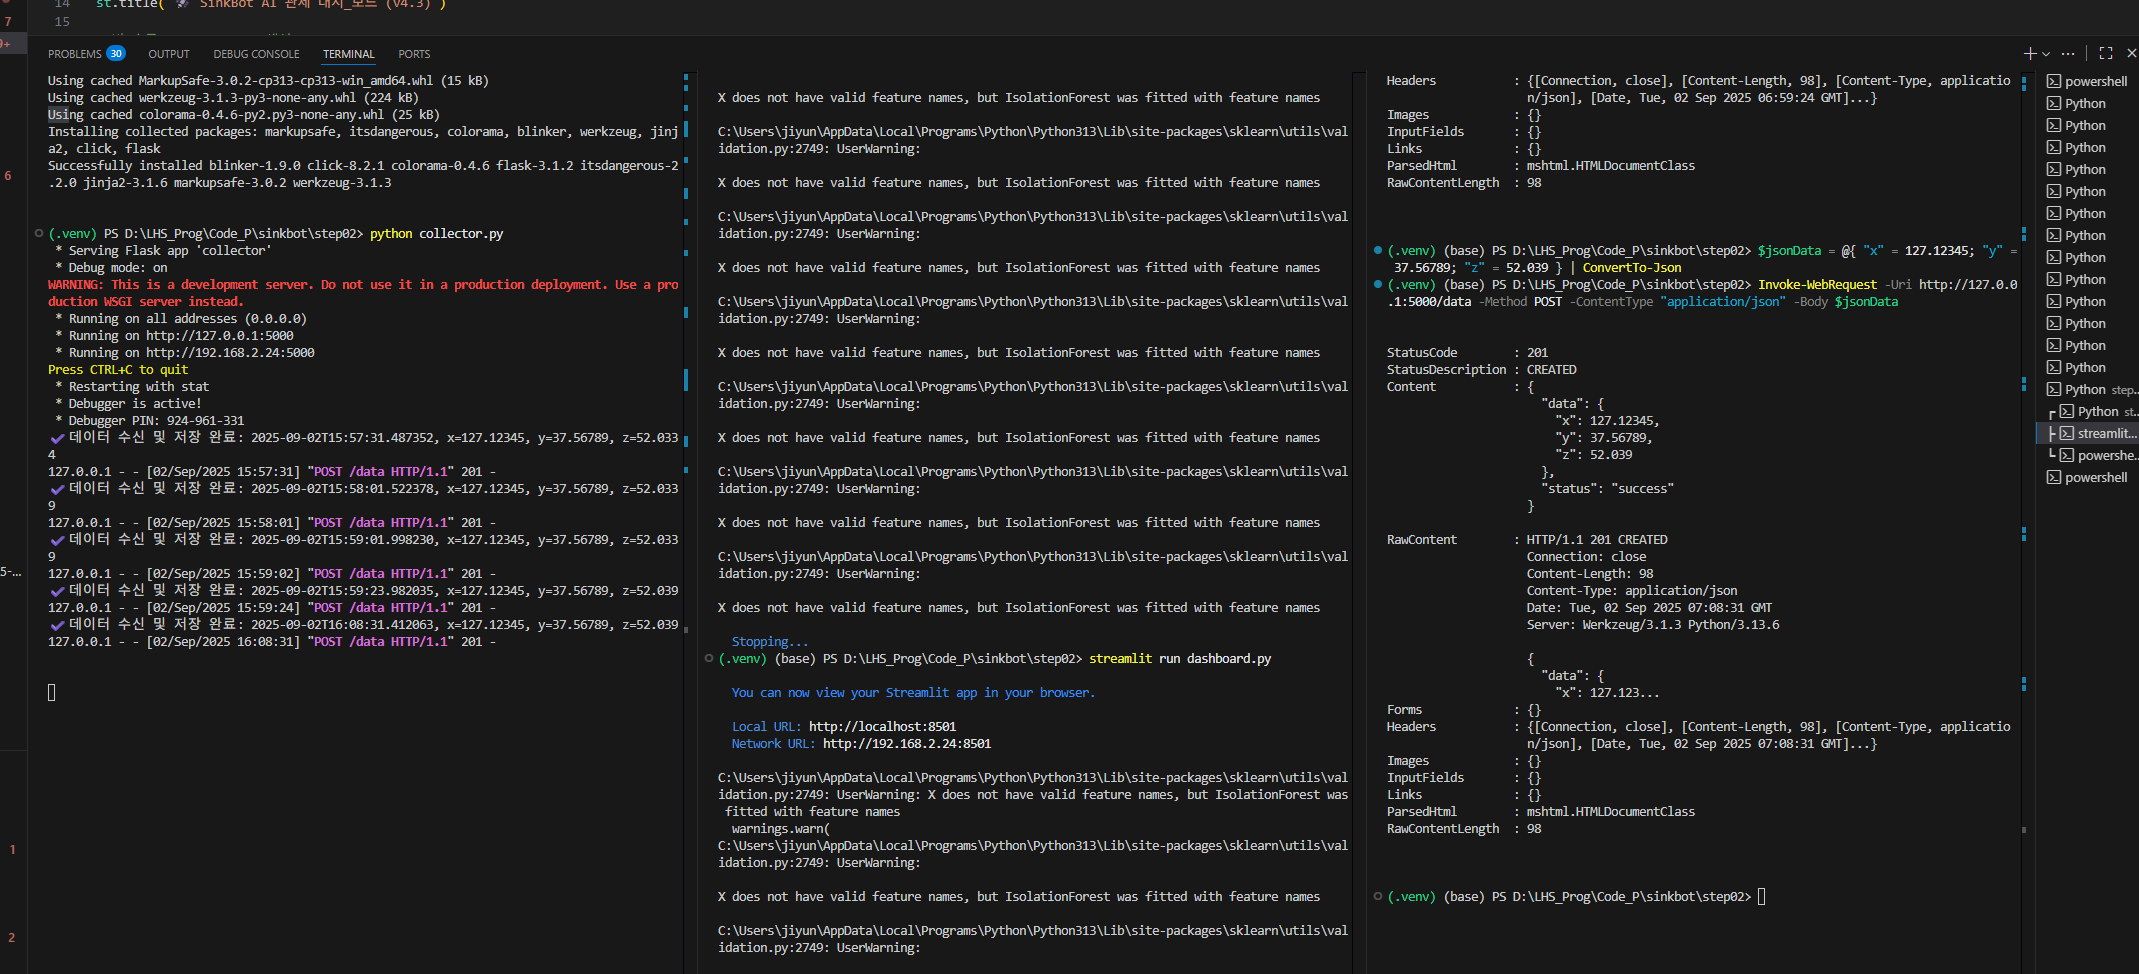 14 st.title(" SinkBot AI 관제 대시_보드 (v4.3)")
7
15
9+
PROBLEMS 30 OUTPUT DEBUG CONSOLE TERMINAL PORTS
Using cached MarkupSafe-3.0.2-cp313-cp313-win_amd64.whl (15 kB)
Using cached werkzeug-3.1.3-py3-none-any.whl (224 kB)
Using cached colorama-0.4.6-py2.py3-none-any.whl (25 kB)
Installing collected packages: markupsafe, itsdangerous, colorama, blinker, werkzeug, jinj
a2, click, flask
Successfully installed blinker-1.9.0 click-8.2.1 colorama-0.4.6 flask-3.1.2 itsdangerous-2
.2.0 jinja2-3.1.6 markupsafe-3.0.2 werkzeug-3.1.3
6
(.venv) PS D:\LHS_Prog\Code_P\sinkbot\step02> python collector.py
* Serving Flask app 'collector'
* Debug mode: on
WARNING: This is a development server. Do not use it in a production deployment. Use a pro
duction WSGI server instead.
* Running on all addresses (0.0.0.0)
* Running on http://127.0.0.1:5000
* Running on http://192.168.2.24:5000
Press CTRL+C to quit
* Restarting with stat
* Debugger is active!
* Debugger PIN: 924-961-331
✔ 데이터 수신 및 저장 완료: 2025-09-02T15:57:31.487352, x=127.12345, y=37.56789, z=52.033
4
127.0.0.1 - - [02/Sep/2025 15:57:31] "POST /data HTTP/1.1" 201 -
✔ 데이터 수신 및 저장 완료: 2025-09-02T15:58:01.522378, x=127.12345, y=37.56789, z=52.033
9
127.0.0.1 - - [02/Sep/2025 15:58:01] "POST /data HTTP/1.1" 201 -
✔ 데이터 수신 및 저장 완료: 2025-09-02T15:59:01.998230, x=127.12345, y=37.56789, z=52.033
9
127.0.0.1 - - [02/Sep/2025 15:59:02] "POST /data HTTP/1.1" 201 -
✔ 데이터 수신 및 저장 완료: 2025-09-02T15:59:23.982035, x=127.12345, y=37.56789, z=52.039
127.0.0.1 - - [02/Sep/2025 15:59:24] "POST /data HTTP/1.1" 201 -
✔ 데이터 수신 및 저장 완료: 2025-09-02T16:08:31.412063, x=127.12345, y=37.56789, z=52.039
127.0.0.1 - - [02/Sep/2025 16:08:31] "POST /data HTTP/1.1" 201 -
5-...
1
2
X does not have valid feature names, but IsolationForest was fitted with feature names
C:\Users\jiyun\AppData\Local\Programs\Python\Python313\Lib\site-packages\sklearn\utils\val
idation.py:2749: UserWarning:
X does not have valid feature names, but IsolationForest was fitted with feature names
C:\Users\jiyun\AppData\Local\Programs\Python\Python313\Lib\site-packages\sklearn\utils\val
idation.py:2749: UserWarning:
X does not have valid feature names, but IsolationForest was fitted with feature names
C:\Users\jiyun\AppData\Local\Programs\Python\Python313\Lib\site-packages\sklearn\utils\val
idation.py:2749: UserWarning:
X does not have valid feature names, but IsolationForest was fitted with feature names
C:\Users\jiyun\AppData\Local\Programs\Python\Python313\Lib\site-packages\sklearn\utils\val
idation.py:2749: UserWarning:
X does not have valid feature names, but IsolationForest was fitted with feature names
C:\Users\jiyun\AppData\Local\Programs\Python\Python313\Lib\site-packages\sklearn\utils\val
idation.py:2749: UserWarning:
X does not have valid feature names, but IsolationForest was fitted with feature names
C:\Users\jiyun\AppData\Local\Programs\Python\Python313\Lib\site-packages\sklearn\utils\val
idation.py:2749: UserWarning:
X does not have valid feature names, but IsolationForest was fitted with feature names
Stopping...
(.venv) (base) PS D:\LHS_Prog\Code_P\sinkbot\step02> streamlit run dashboard.py
You can now view your Streamlit app in your browser.
Local URL: http://localhost:8501
Network URL: http://192.168.2.24:8501
C:\Users\jiyun\AppData\Local\Programs\Python\Python313\Lib\site-packages\sklearn\utils\val
idation.py:2749: UserWarning: X does not have valid feature names, but IsolationForest was
fitted with feature names
warnings.warn(
C:\Users\jiyun\AppData\Local\Programs\Python\Python313\Lib\site-packages\sklearn\utils\val
idation.py:2749: UserWarning:
X does not have valid feature names, but IsolationForest was fitted with feature names
C:\Users\jiyun\AppData\Local\Programs\Python\Python313\Lib\site-packages\sklearn\utils\val
idation.py:2749: UserWarning:
Headers : {[Connection, close], [Content-Length, 98], [Content-Type, applicatio
n/json], [Date, Tue, 02 Sep 2025 06:59:24 GMT]...}
Images : {}
InputFields : {}
Links : {}
ParsedHtml : mshtml.HTMLDocumentClass
RawContentLength : 98
(.venv) (base) PS D:\LHS_Prog\Code_P\sinkbot\step02> $jsonData = @{ "x" = 127.12345; "y" =
37.56789; "z" = 52.039 } | ConvertTo-Json
(.venv) (base) PS D:\LHS_Prog\Code_P\sinkbot\step02> Invoke-WebRequest -Uri http://127.0.0
.1:5000/data -Method POST -ContentType "application/json" -Body $jsonData
StatusCode : 201
StatusDescription : CREATED
Content : {
"data": {
"x": 127.12345,
"y": 37.56789,
"z": 52.039
},
"status": "success"
}
RawContent : HTTP/1.1 201 CREATED
Connection: close
Content-Length: 98
Content-Type: application/json
Date: Tue, 02 Sep 2025 07:08:31 GMT
Server: Werkzeug/3.1.3 Python/3.13.6
{
"data": {
"x": 127.123...
Forms : {}
Headers : {[Connection, close], [Content-Length, 98], [Content-Type, applicatio
n/json], [Date, Tue, 02 Sep 2025 07:08:31 GMT]...}
Images : {}
InputFields : {}
Links : {}
ParsedHtml : mshtml.HTMLDocumentClass
RawContentLength : 98
(.venv) (base) PS D:\LHS_Prog\Code_P\sinkbot\step02>
powershell
Python
Python
Python
Python
Python
Python
Python
Python
Python
Python
Python
Python
Python
Python step...
Python st...
streamlit...
powershe...
powershell